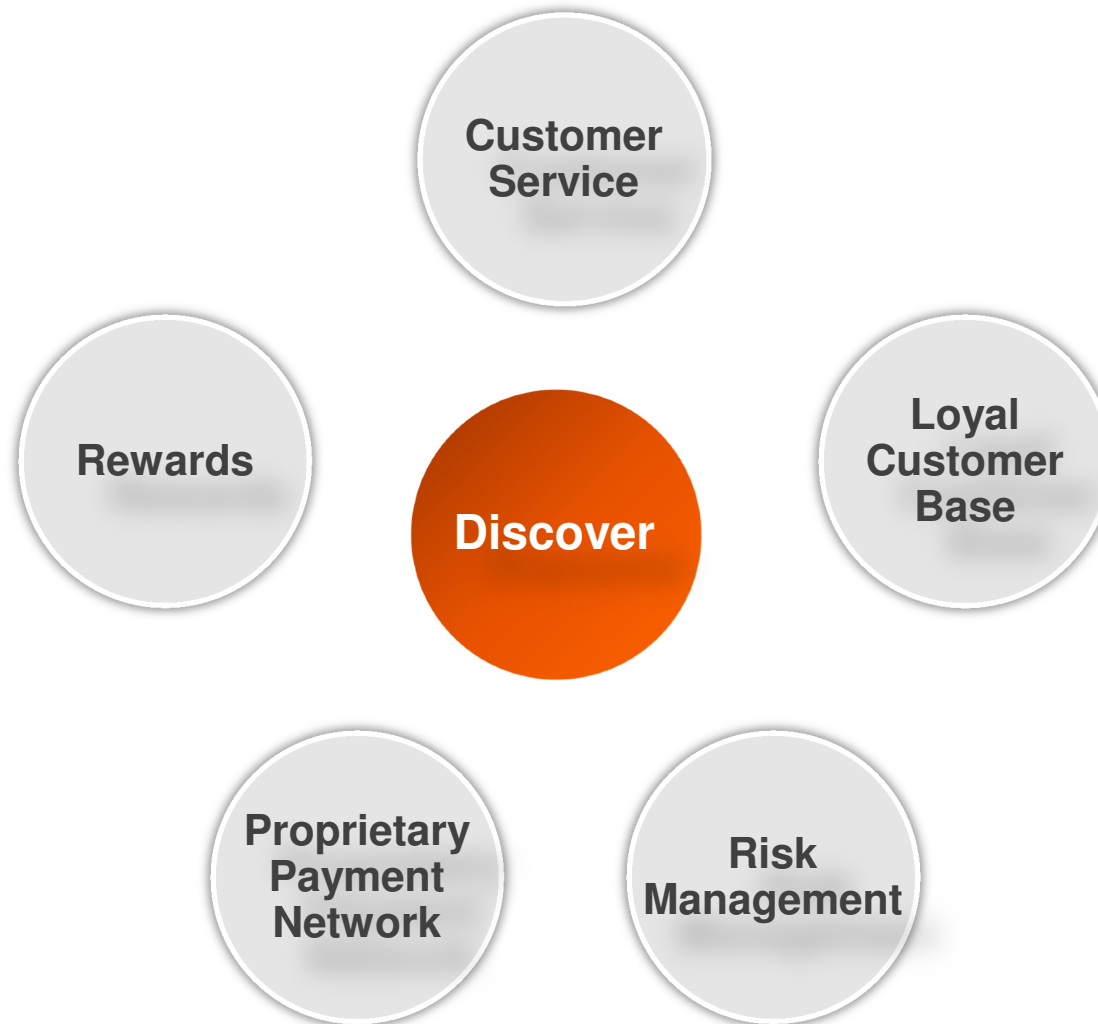 Customer
Service
Rewards
Loyal
Customer
Base
Discover
Proprietary
Payment
Network
Risk
Management